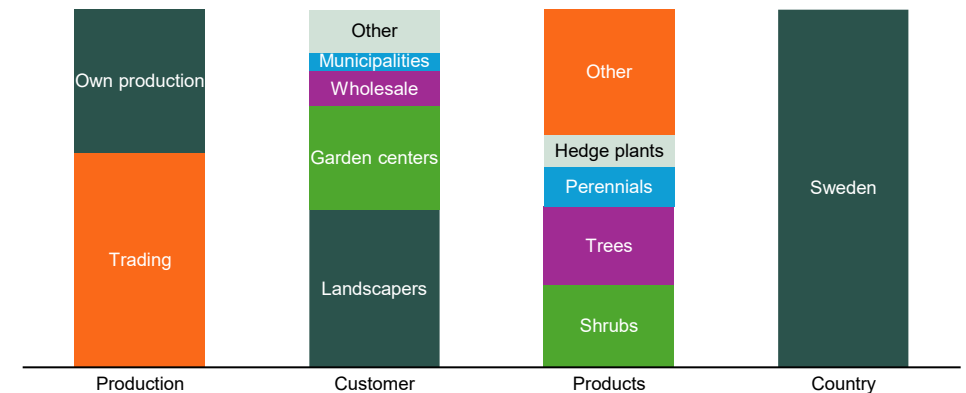 Own production
Trading
Production
Other
Municipalities
Wholesale
Garden centers
Landscapers
Customer
Other
Hedge plants
Perennials
Trees
Shrubs
Products
Sweden
Country